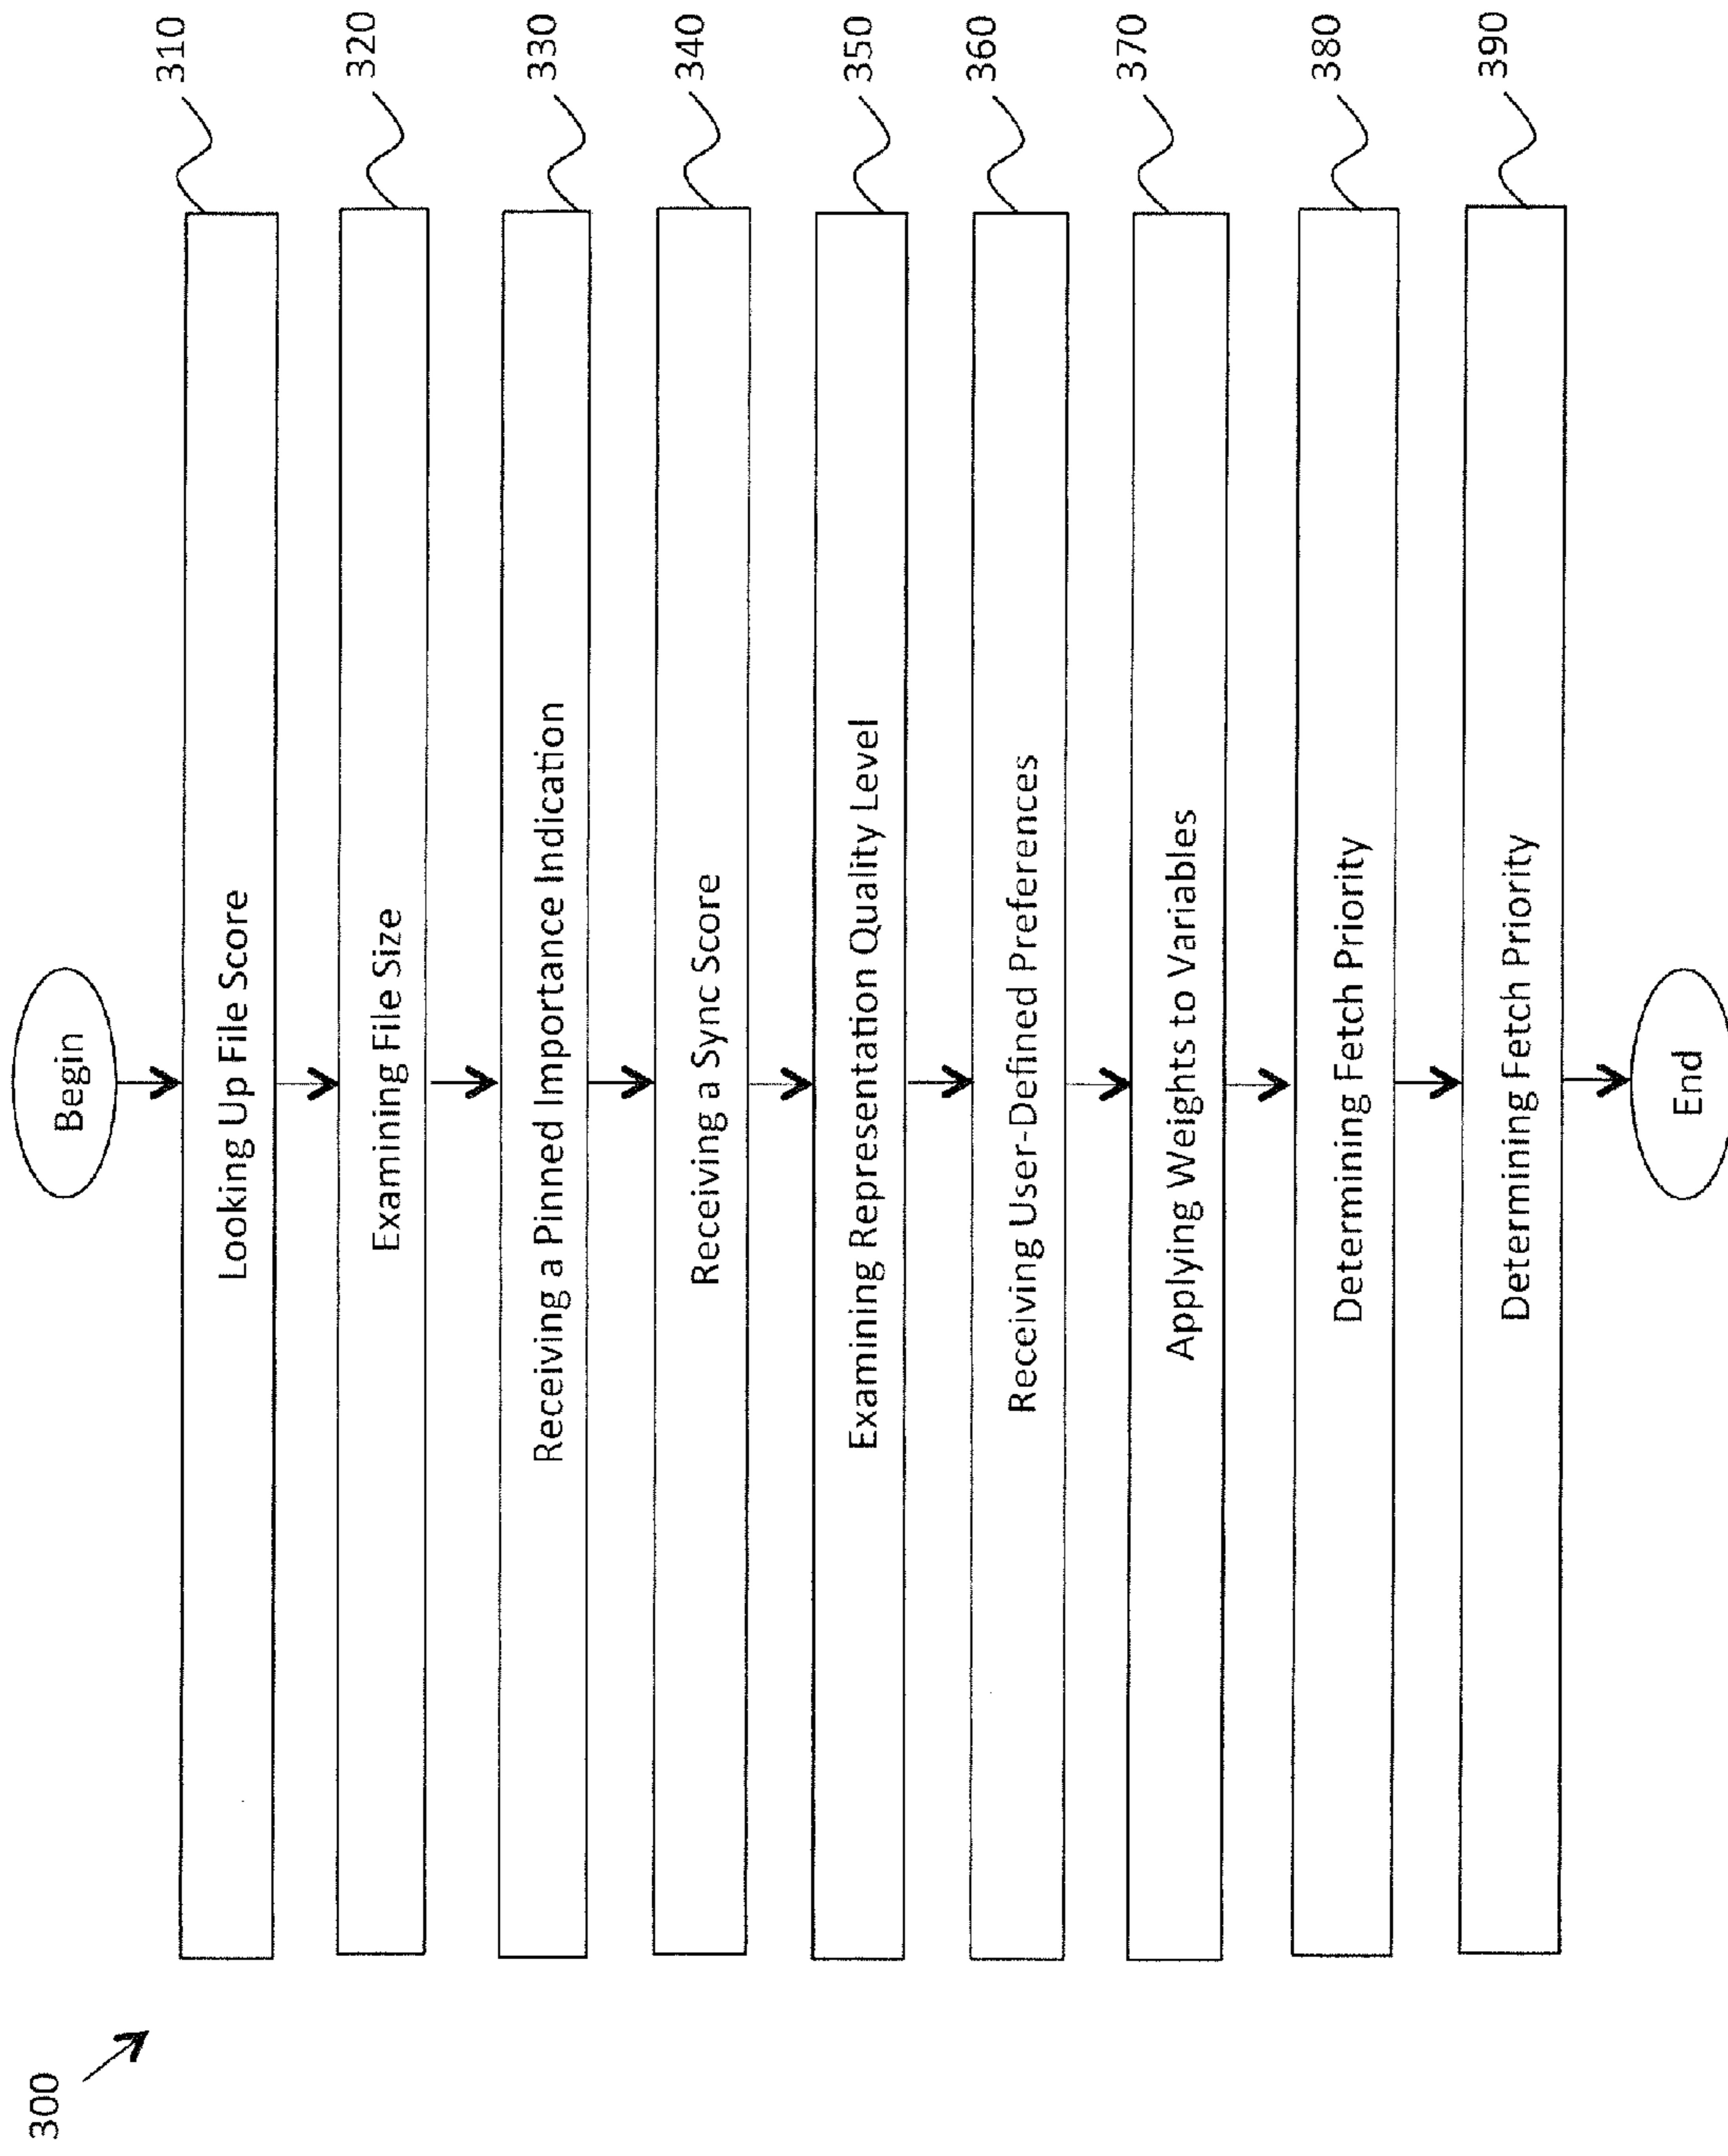 300
Begin
Looking Up File Score
310
Examining File Size
320
Receiving a Pinned Importance Indication
330
Receiving a Sync Score
340
Examining Representation Quality Level
350
Receiving User-Defined Preferences
360
Applying Weights to Variables
370
Determining Fetch Priority
380
Determining Fetch Priority
390
End